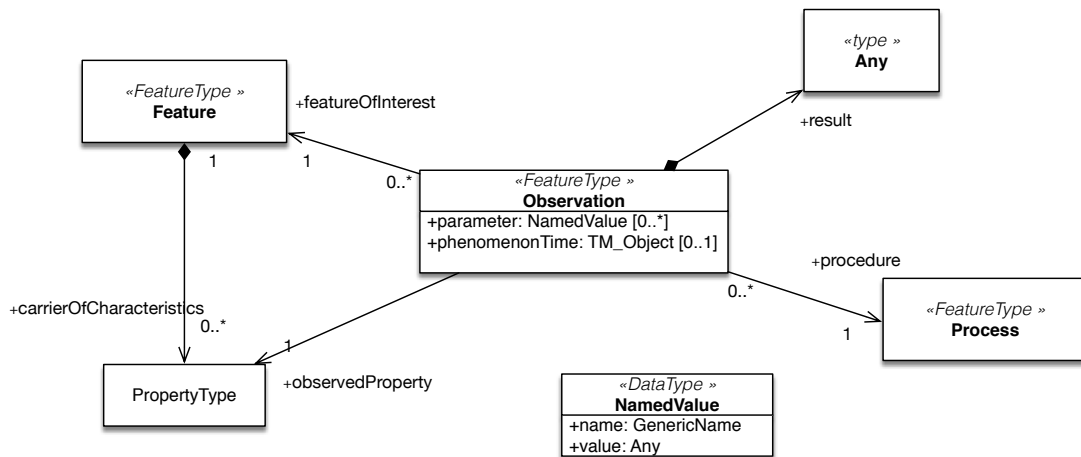 «type »
Any
+result
«FeatureType »
Feature
+featureOfInterest
1
1
0..*
«FeatureType »
Observation
+parameter: NamedValue [0..*]
+phenomenonTime: TM_Object [0..1]
+procedure
0..*
1
«FeatureType »
Process
+carrierOfCharacteristics
0..*
1
+observedProperty
PropertyType
«DataType »
NamedValue
+name: GenericName
+value: Any